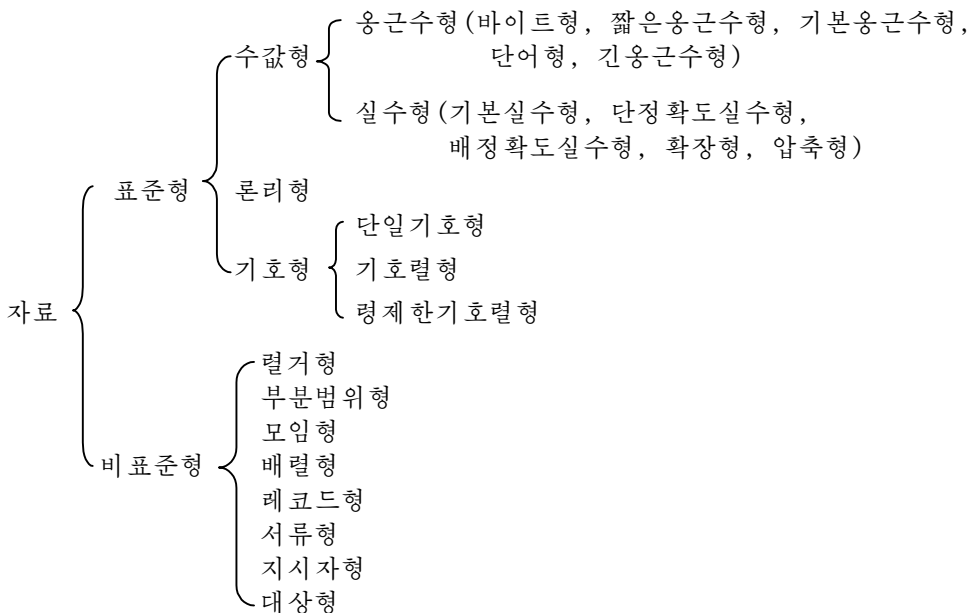 옹근수형(바이트형, 짧은옹근수형, 기본옹근수형,
수값형
단어형, 긴옹근수형)
실수형(기본실수형, 단정확도실수형,
배정확도실수형, 확장형, 압축형)
표준형
론리형
단일기호형
기호형
기호렬형
령제한기호렬형
자료
렬거형
부분범위형
모임형
비표준형
배렬형
레코드형
서류형
지시자형
대상형